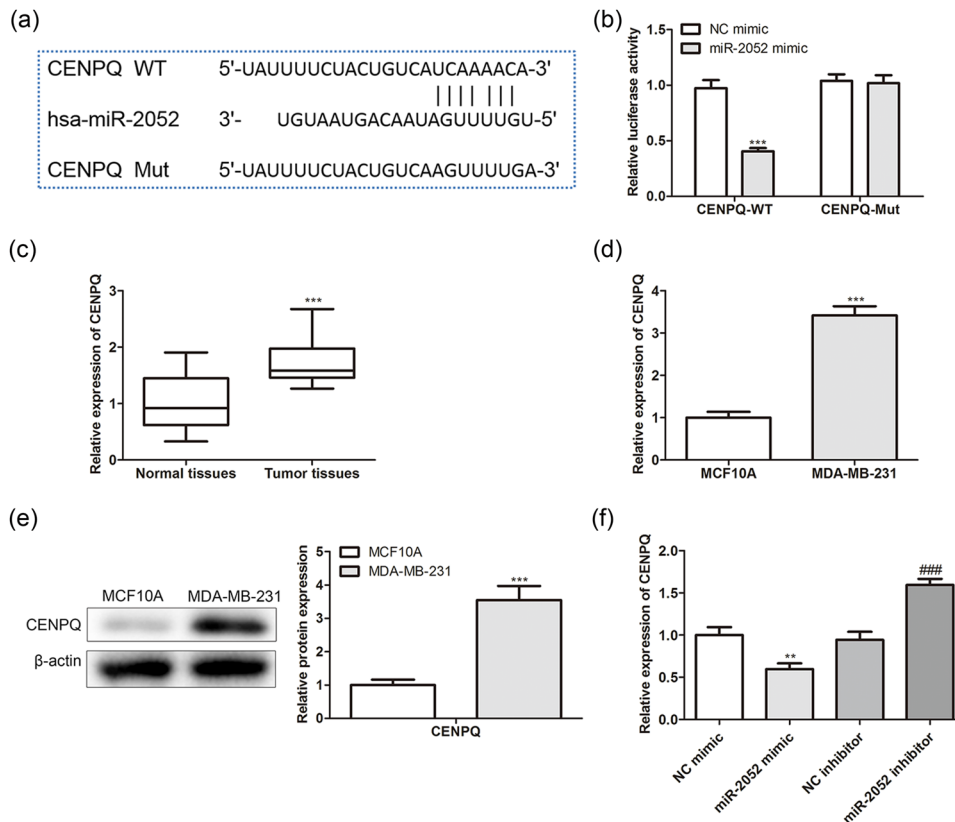 (a)
CENPQ WT 5'-UAUUUUCUACUGUCAUCAAAACA-3'
hsa-miR-2052 3'- UGUAAUGACAAUAGUUUUGU-5'
CENPQ Mut 5'-UAUUUUCUACUGUCAAGUUUUGA-3'
(b)
NC mimic
miR-2052 mimic
Relative luciferase activity
1.5
1.0
0.5
0.0
***
CENPQ-WT CENPQ-Mut
(c)
Relative expression of CENPQ
3
2
1
0
***
Normal tissues Tumor tissues
(d)
Relative expression of CENPQ
4
3
2
1
0
***
MCF10A MDA-MB-231
(e)
MCF10A MDA-MB-231
CENPQ
β-actin
MCF10A
MDA-MB-231
Relative protein expression
5
4
3
2
1
0
***
CENPQ
(f)
Relative expression of CENPQ
2.0
1.5
1.0
0.5
0.0
**
###
NC mimic
miR-2052 mimic
NC inhibitor
miR-2052 inhibitor